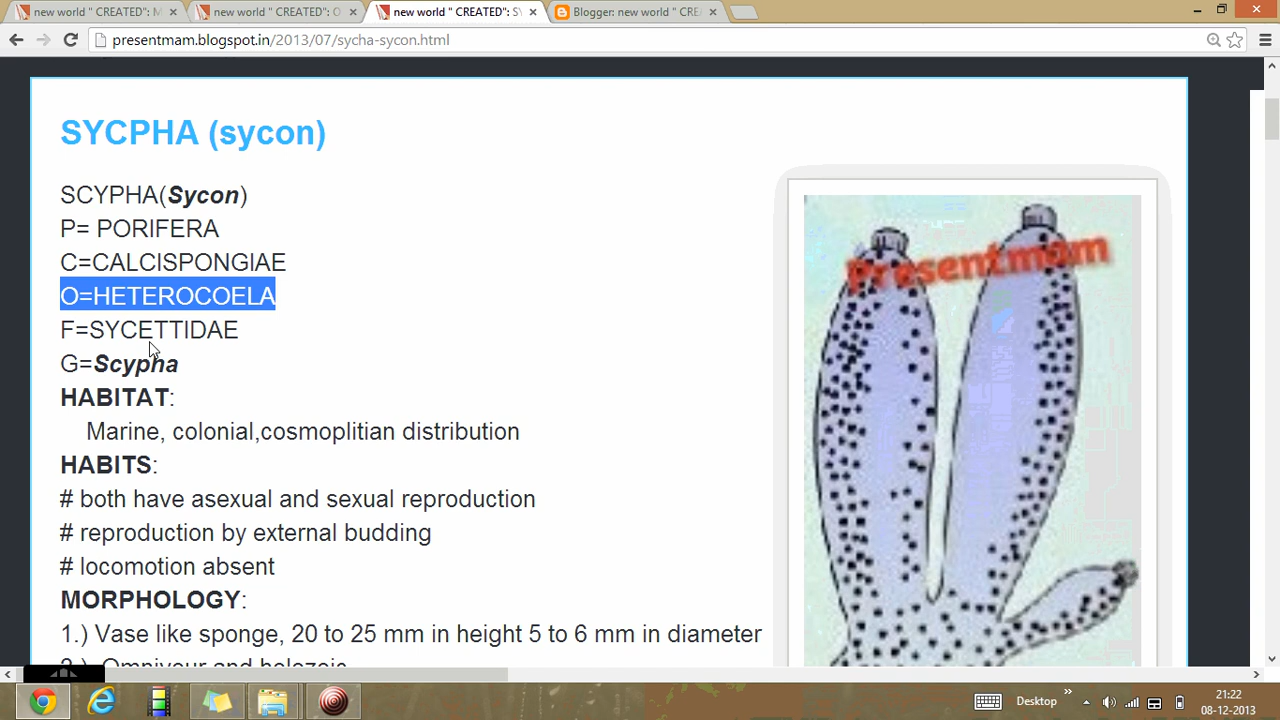 new world " CREATED": M
new world " CREATED": O
new world " CREATED": SY
Blogger: new world " CRE
presentmam.blogspot.in/2013/07/sycha-sycon.html
SYCPHA (sycon)
SCYPHA(Sycon)
P= PORIFERA
C=CALCISPONGIAE
O=HETEROCOELA
F=SYCETTIDAE
G=Scypha
HABITAT:
Marine, colonial,cosmoplitian distribution
HABITS:
# both have asexual and sexual reproduction
# reproduction by external budding
# locomotion absent
MORPHOLOGY:
1.) Vase like sponge, 20 to 25 mm in height 5 to 6 mm in diameter
Presentmam
Desktop
21:22
08-12-2013